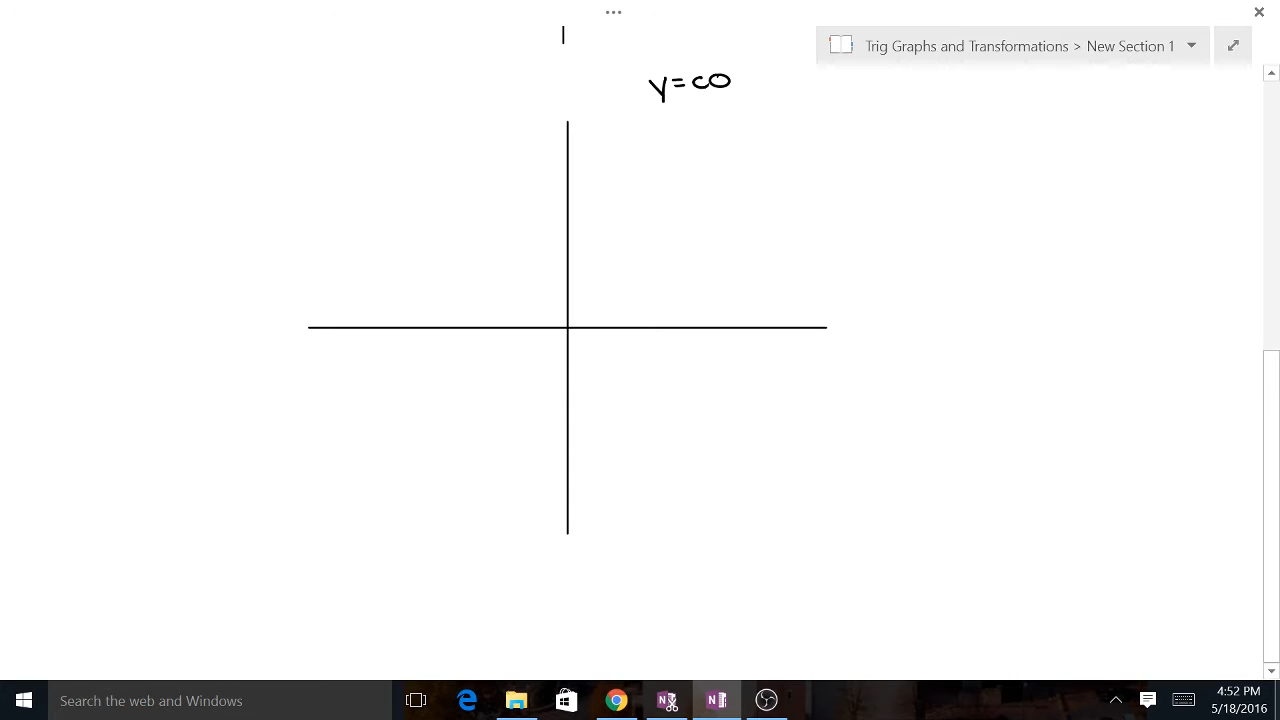 Trig Graphs and Transformations > New Section 1
y=co
Search the web and Windows
4:52 PM
5/18/2016